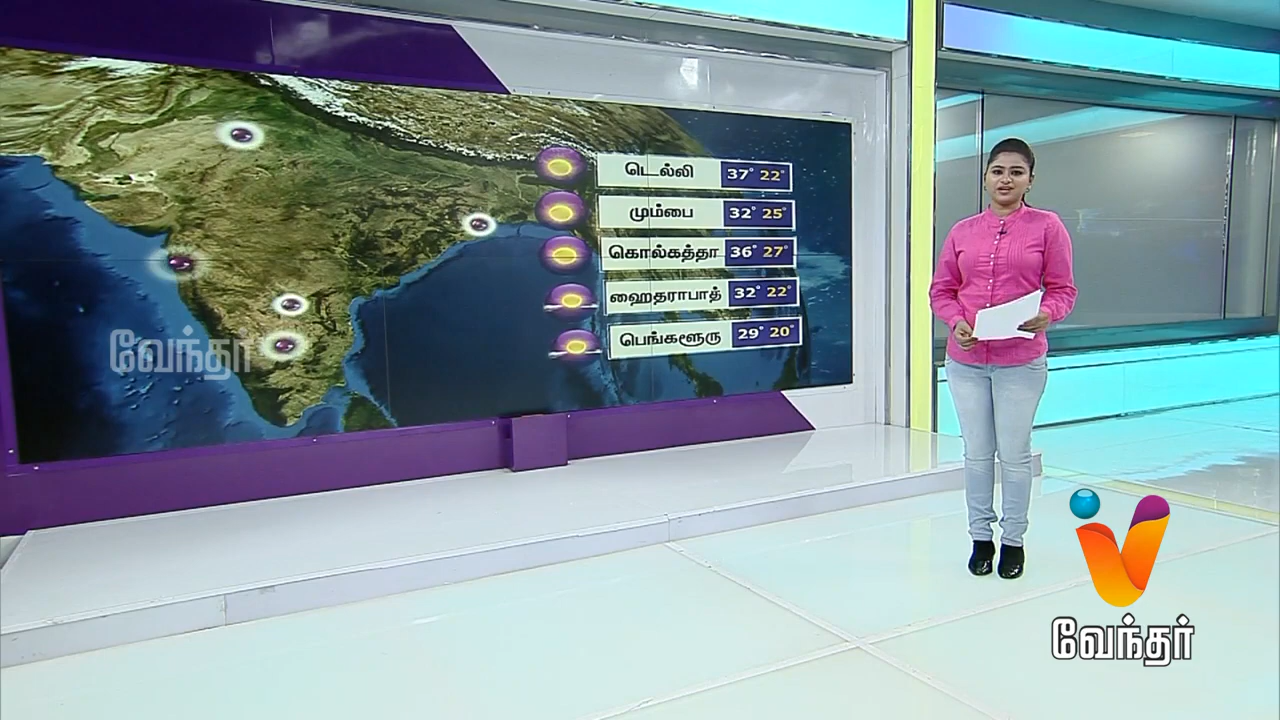 டெல்லி 37° 22°
மும்பை 32° 25°
கொல்கத்தா 36° 27°
ஹைதராபாத் 32° 22°
பெங்களூரு 29° 20°
வேந்தர்
வேந்தர்